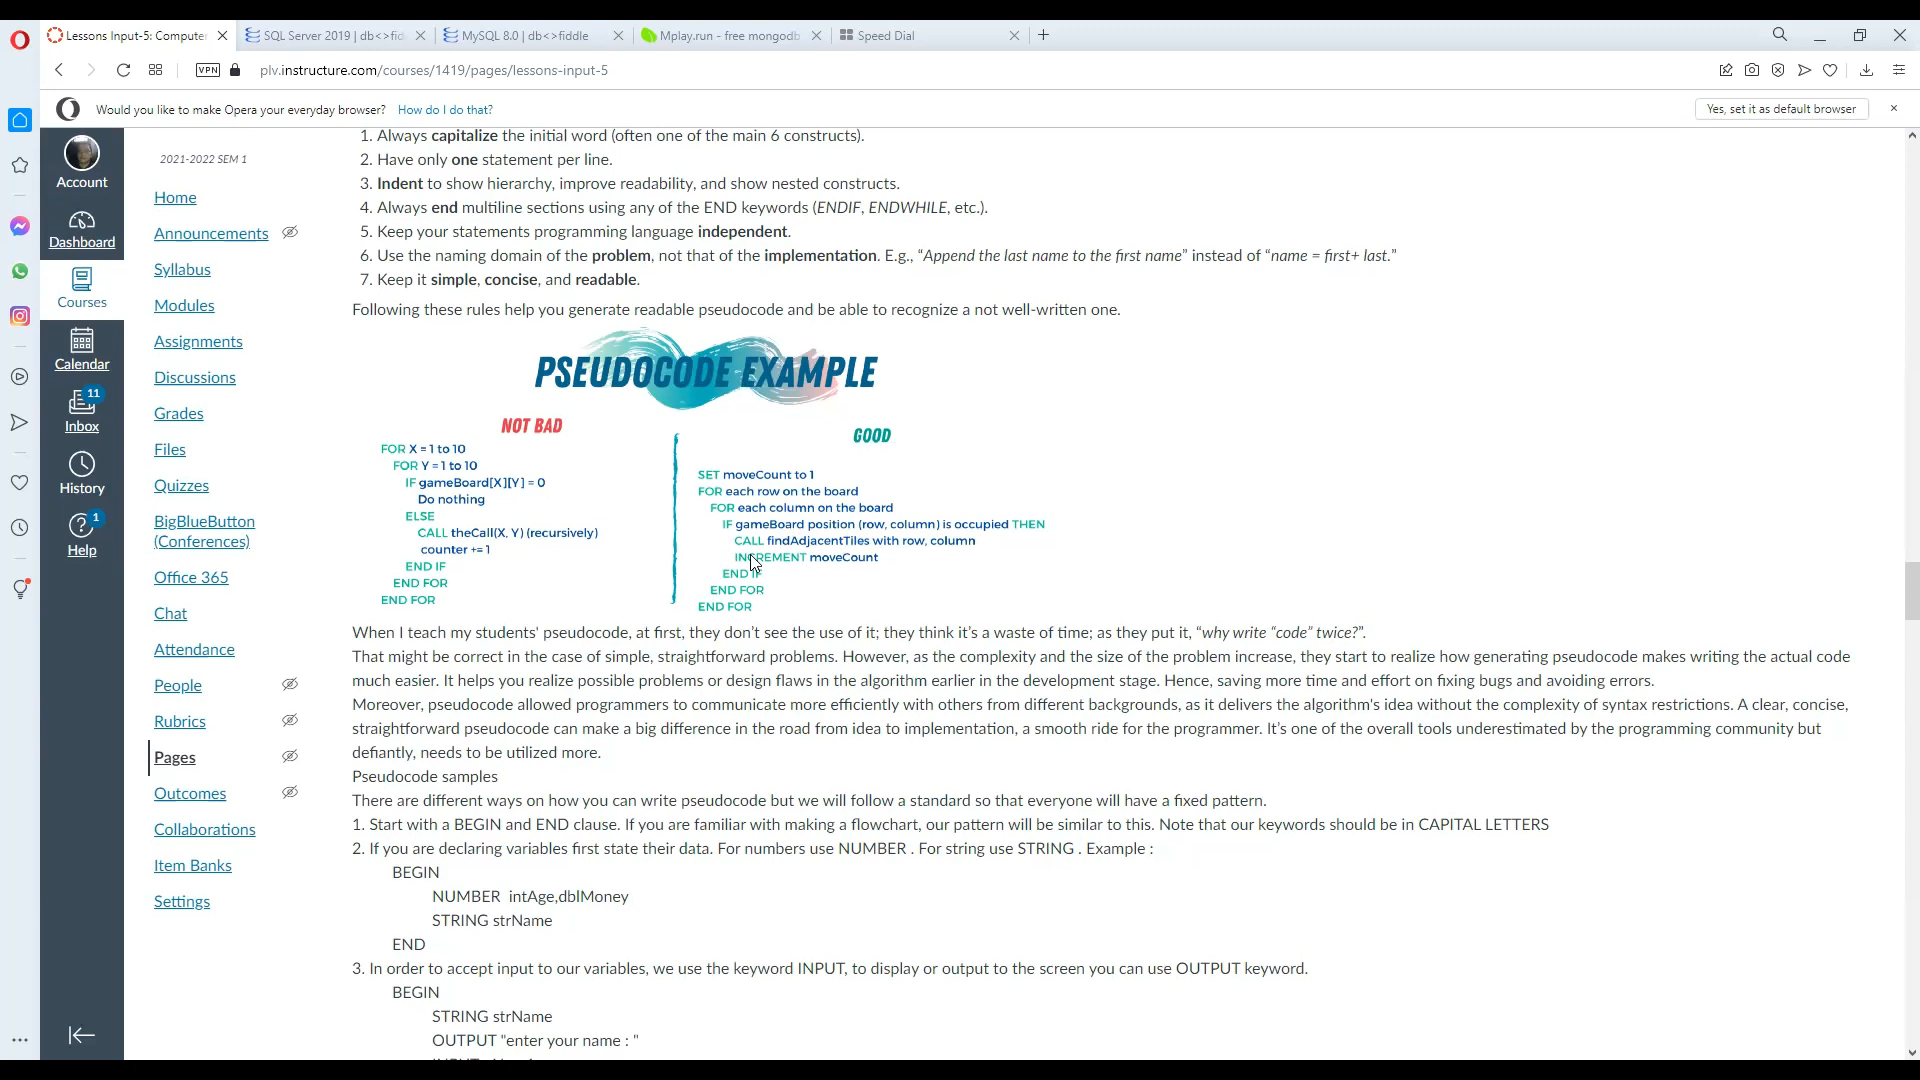 Lessons Input-5: Computer
SQL Server 2019 | db<>fid
MySQL 8.0 | db<>fiddle
Mplay.run - free mongodb
Speed Dial
VPN
plv.instructure.com/courses/1419/pages/lessons-input-5
Would you like to make Opera your everyday browser? How do I do that?
Yes, set it as default browser
Account
Dashboard
Courses
Calendar
11
Inbox
History
1
Help
2021-2022 SEM 1
Home
Announcements
Syllabus
Modules
Assignments
Discussions
Grades
Files
Quizzes
BigBlueButton
(Conferences)
Office 365
Chat
Attendance
People
Rubrics
Pages
Outcomes
Collaborations
Item Banks
Settings
1. Always capitalize the initial word (often one of the main 6 constructs).
2. Have only one statement per line.
3. Indent to show hierarchy, improve readability, and show nested constructs.
4. Always end multiline sections using any of the END keywords (ENDIF, ENDWHILE, etc.).
5. Keep your statements programming language independent.
6. Use the naming domain of the problem, not that of the implementation. E.g., “Append the last name to the first name” instead of “name = first+ last.”
7. Keep it simple, concise, and readable.
Following these rules help you generate readable pseudocode and be able to recognize a not well-written one.
PSEUDOCODE EXAMPLE
NOT BAD
FOR X = 1 to 10
FOR Y = 1 to 10
IF gameBoard[X][Y] = 0
Do nothing
ELSE
CALL theCall(X, Y) (recursively)
counter += 1
END IF
END FOR
END FOR
GOOD
SET moveCount to 1
FOR each row on the board
FOR each column on the board
IF gameBoard position (row, column) is occupied THEN
CALL findAdjacentTiles with row, column
INCREMENT moveCount
END IF
END FOR
END FOR
When I teach my students' pseudocode, at first, they don’t see the use of it; they think it’s a waste of time; as they put it, “why write “code” twice?”.
That might be correct in the case of simple, straightforward problems. However, as the complexity and the size of the problem increase, they start to realize how generating pseudocode makes writing the actual code
much easier. It helps you realize possible problems or design flaws in the algorithm earlier in the development stage. Hence, saving more time and effort on fixing bugs and avoiding errors.
Moreover, pseudocode allowed programmers to communicate more efficiently with others from different backgrounds, as it delivers the algorithm's idea without the complexity of syntax restrictions. A clear, concise,
straightforward pseudocode can make a big difference in the road from idea to implementation, a smooth ride for the programmer. It’s one of the overall tools underestimated by the programming community but
defiantly, needs to be utilized more.
Pseudocode samples
There are different ways on how you can write pseudocode but we will follow a standard so that everyone will have a fixed pattern.
1. Start with a BEGIN and END clause. If you are familiar with making a flowchart, our pattern will be similar to this. Note that our keywords should be in CAPITAL LETTERS
2. If you are declaring variables first state their data. For numbers use NUMBER . For string use STRING . Example :
BEGIN
NUMBER intAge,dblMoney
STRING strName
END
3. In order to accept input to our variables, we use the keyword INPUT, to display or output to the screen you can use OUTPUT keyword.
BEGIN
STRING strName
OUTPUT "enter your name : "